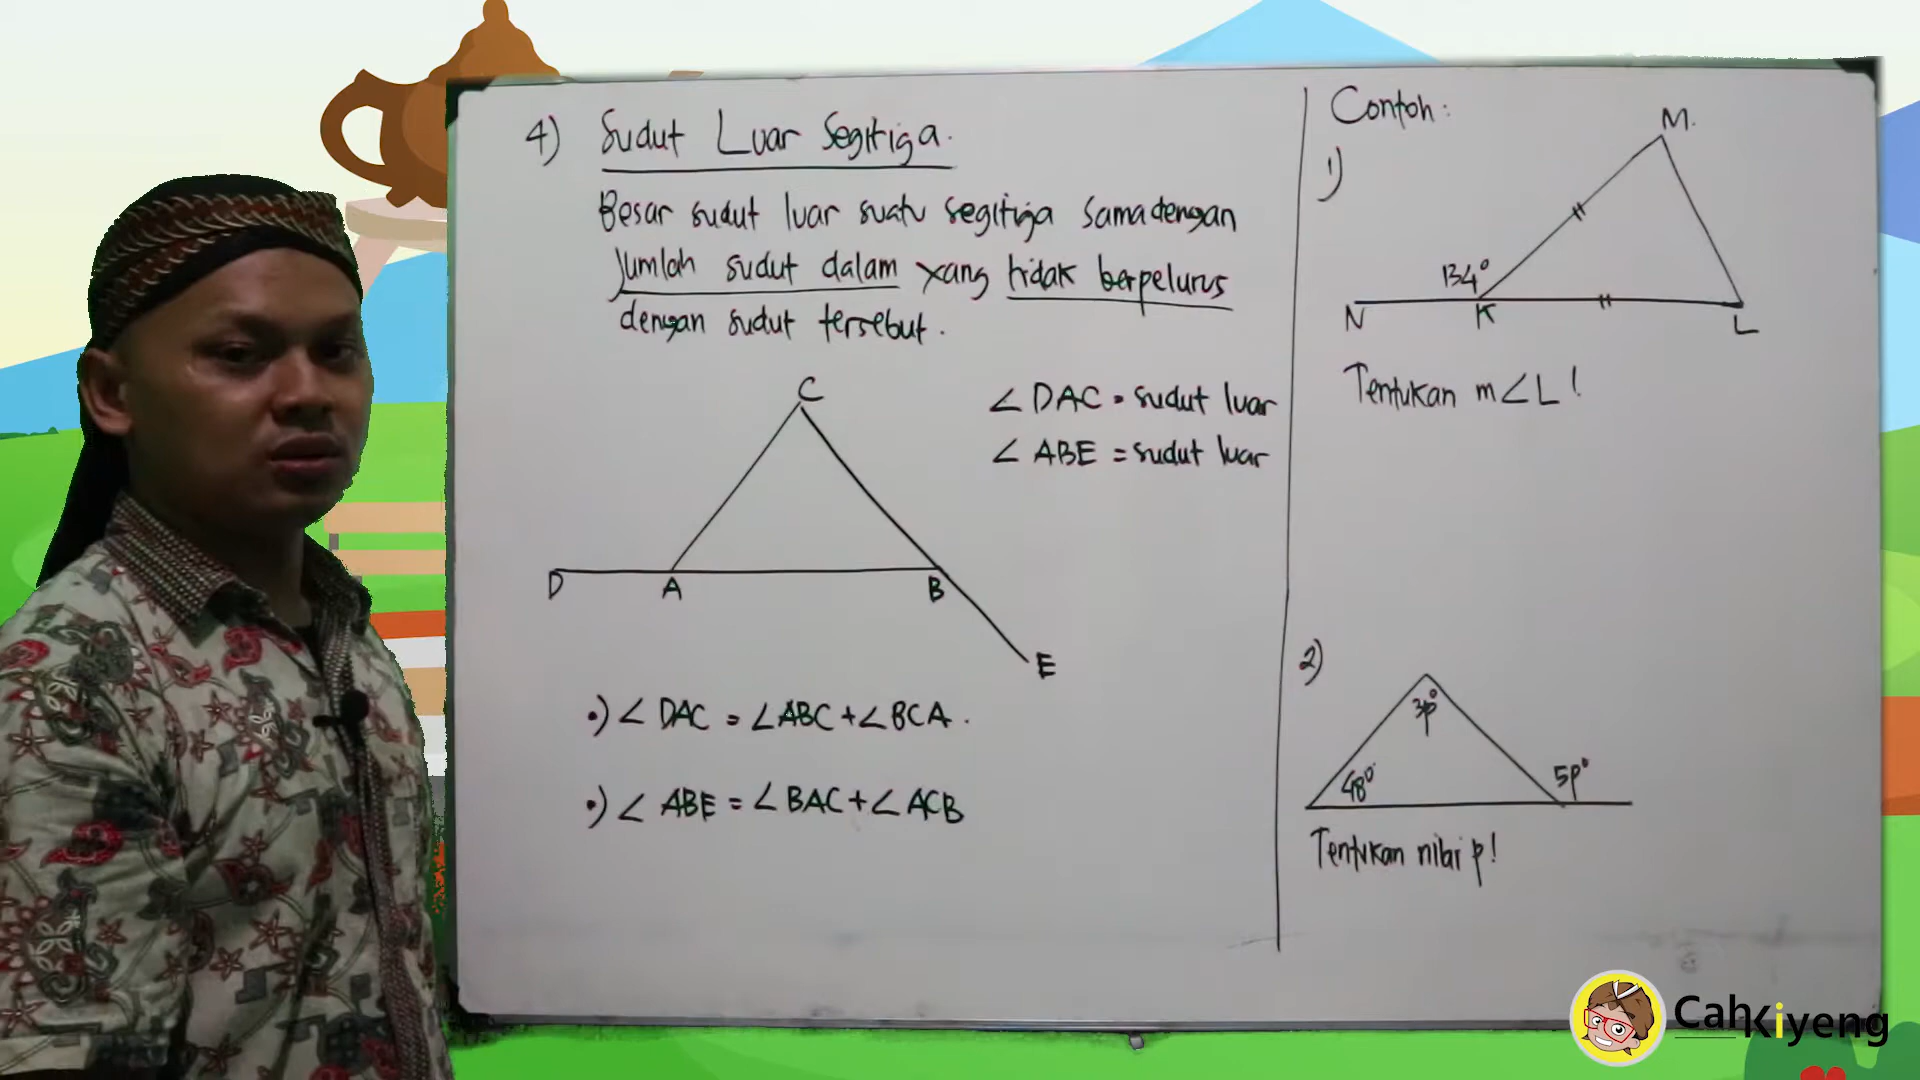 4) Sudut Luar Segitiga.
Besar sudut luar suatu segitiga sama dengan
jumlah sudut dalam yang tidak berpelurus
dengan sudut tersebut.
C
∠ DAC = sudut luar
∠ ABE = sudut luar
D A B
E
•) ∠ DAC = ∠ABC + ∠BCA.
•) ∠ ABE = ∠ BAC + ∠ ACB
Contoh:
1)
M.
134°
N K L
Tentukan m∠L!
2)
3p°
48° 5p°
Tentukan nilai p!
CahKiyeng